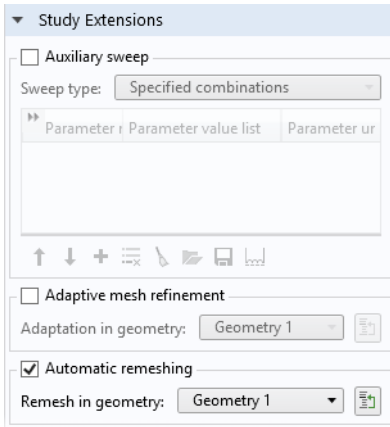 Study Extensions
Auxiliary sweep
Sweep type: Specified combinations
Parameter r Parameter value list Parameter ur
Adaptive mesh refinement
Adaptation in geometry: Geometry 1
Automatic remeshing
Remesh in geometry: Geometry 1